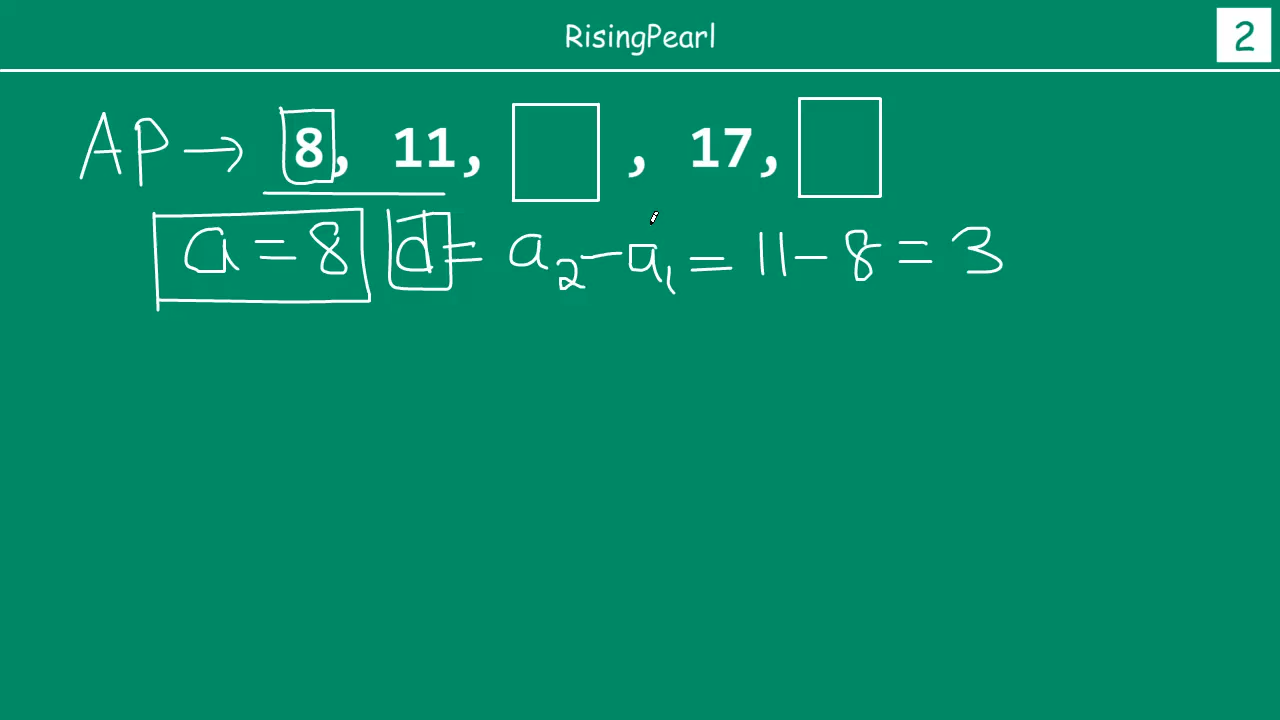 RisingPearl
2
AP → 8, 11, , 17,
a = 8 d = a₂ - a₁ = 11 - 8 = 3